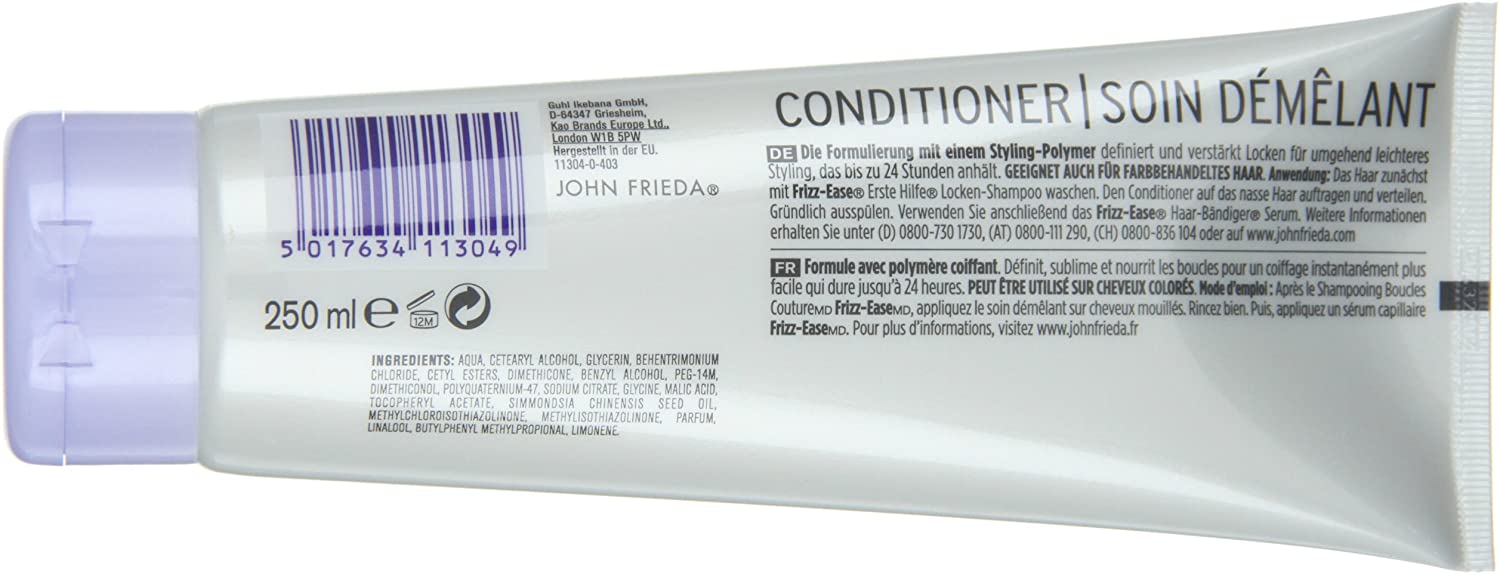 CONDITIONER | SOIN DÉMÊLANT
DE Die Formulierung mit einem Styling-Polymer definiert und verstärkt Locken für umgehend leichteres
Styling, das bis zu 24 Stunden anhält. GEEIGNET AUCH FÜR FARBBEHANDELTES HAAR. Anwendung: Das Haar zunächst
mit Frizz-Ease® Erste Hilfe® Locken-Shampoo waschen. Den Conditioner auf das nasse Haar auftragen und verteilen.
Gründlich ausspülen. Verwenden Sie anschließend das Frizz-Ease® Haar-Bändiger® Serum. Weitere Informationen
erhalten Sie unter (D) 0800-730 1730, (AT) 0800-111 290, (CH) 0800-836 104 oder auf www.johnfrieda.com
FR Formule avec polymère coiffant. Définit, sublime et nourrit les boucles pour un coiffage instantanément plus
facile qui dure jusqu'à 24 heures. PEUT ÊTRE UTILISÉ SUR CHEVEUX COLORÉS. Mode d'emploi : Après le Shampooing Boucles
CoutureMD Frizz-EaseMD, appliquez le soin démêlant sur cheveux mouillés. Rincez bien. Puis, appliquez un sérum capillaire
Frizz-EaseMD. Pour plus d'informations, visitez www.johnfrieda.fr
Guhl Ikebana GmbH,
D-64347 Griesheim,
Kao Brands Europe Ltd.,
London W1B 5PW
Hergestellt in der EU.
11304-0-403
JOHN FRIEDA®
5 017634 113049
250 ml e 12M
INGREDIENTS: AQUA, CETEARYL ALCOHOL, GLYCERIN, BEHENTRIMONIUM
CHLORIDE, CETYL ESTERS, DIMETHICONE, BENZYL ALCOHOL, PEG-14M,
DIMETHICONOL, POLYQUATERNIUM-47, SODIUM CITRATE, GLYCINE, MALIC ACID,
TOCOPHERYL ACETATE, SIMMONDSIA CHINENSIS SEED OIL,
METHYLCHLOROISOTHIAZOLINONE, METHYLISOTHIAZOLINONE, PARFUM,
LINALOOL, BUTYLPHENYL METHYLPROPIONAL, LIMONENE.